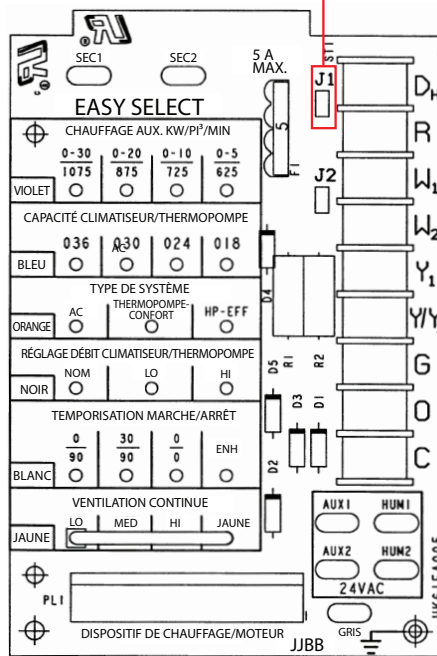 SEC1 SEC2 5 A
MAX.
ST1
J1
EASY SELECT
5
F1
J2
CHAUFFAGE AUX. KW/PI³/MIN
0-30 0-20 0-10 0-5
1075 875 725 625
VIOLET
CAPACITÉ CLIMATISEUR/THERMOPOMPE
036 030 024 018
AC
BLEU
TYPE DE SYSTÈME
AC THERMOPOMPE-
CONFORT HP-EFF
ORANGE
RÉGLAGE DÉBIT CLIMATISEUR/THERMOPOMPE
NOM LO HI
NOIR
TEMPORISATION MARCHE/ARRÊT
0 30 0 ENH
90 90 0
BLANC
VENTILATION CONTINUE
LO MED HI JAUNE
JAUNE
D4
R1 R2
D5
D3 D1
D2
DH
R
W1
W2
Y1
Y/Y
G
O
C
AUX1 HUM1
AUX2 HUM2
24VAC
GRIS
PL1
DISPOSITIF DE CHAUFFAGE/MOTEUR
JJBB